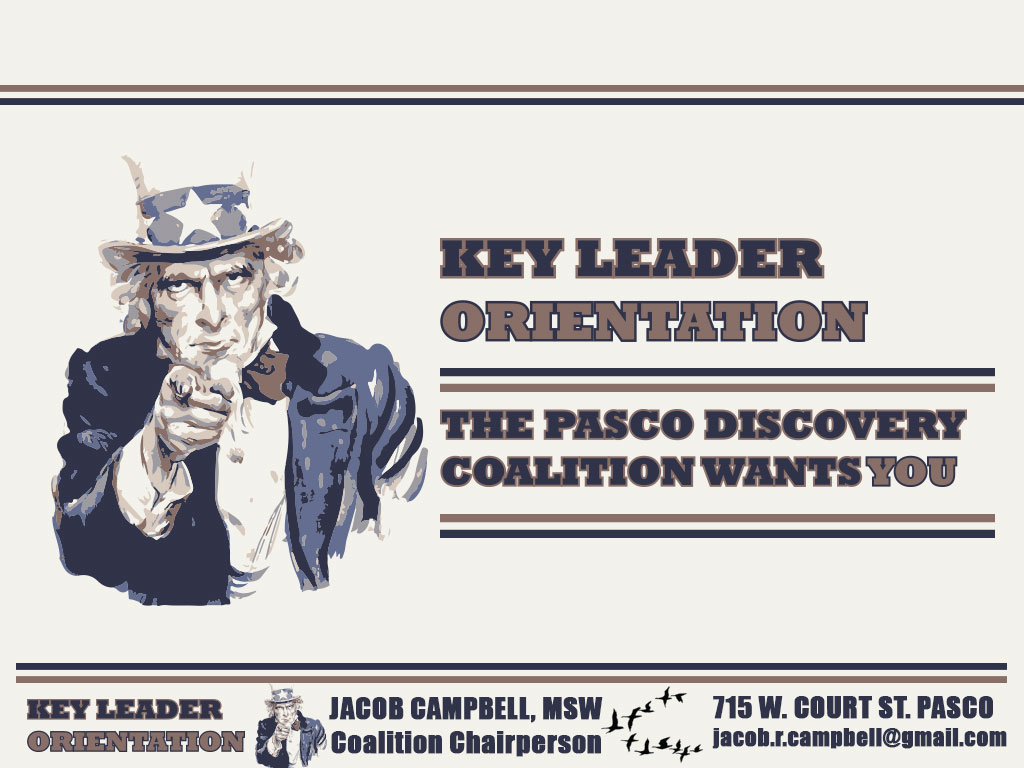 KEY LEADER
ORIENTATION
THE PASCO DISCOVERY
COALITION WANTS YOU
KEY LEADER
ORIENTATION
JACOB CAMPBELL, MSW
Coalition Chairperson
715 W. COURT ST. PASCO
jacob.r.campbell@gmail.com